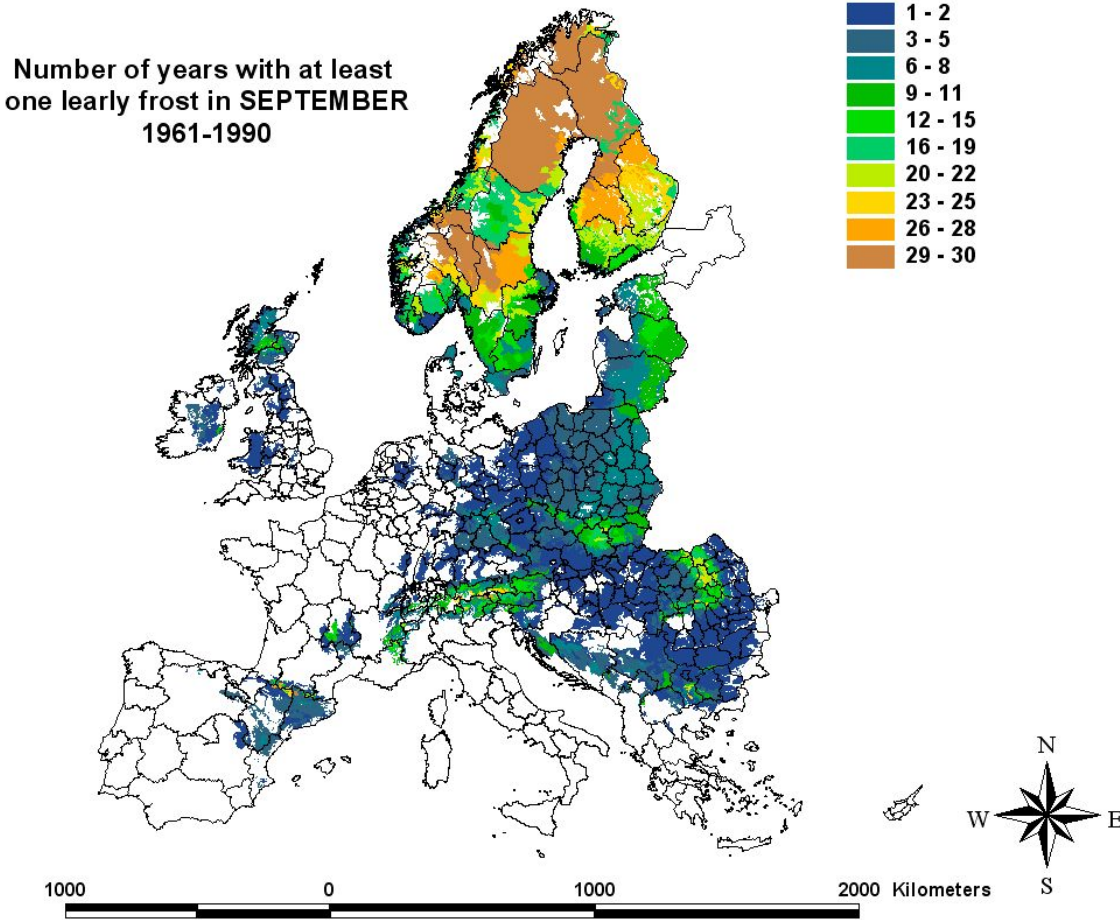 Number of years with at least
one learly frost in SEPTEMBER
1961-1990
1 - 2
3 - 5
6 - 8
9 - 11
12 - 15
16 - 19
20 - 22
23 - 25
26 - 28
29 - 30
N
W E
S
1000 0 1000 2000 Kilometers